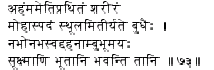 अहंममेतिप्रथितं शरीरं
मोहास्पदं स्थूलमितीर्यते बुधैः ।
नभोनभस्वद्दहनाम्बुभूमयः
सूक्ष्माणि भूतानि भवन्ति तानि ॥ ७३॥